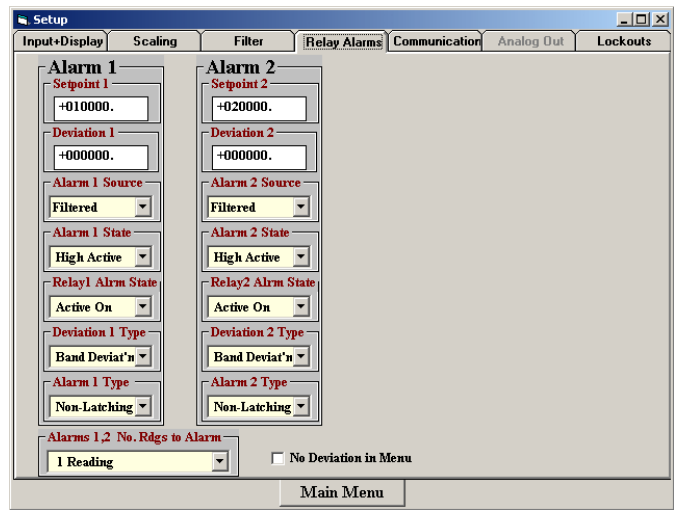 Setup
Input+Display Scaling Filter Relay Alarms Communication Analog Out Lockouts
Alarm 1 Alarm 2
Setpoint 1 Setpoint 2
+010000. +020000.
Deviation 1 Deviation 2
+000000. +000000.
Alarm 1 Source Alarm 2 Source
Filtered Filtered
Alarm 1 State Alarm 2 State
High Active High Active
Relay1 Alrm State Relay2 Alrm State
Active On Active On
Deviation 1 Type Deviation 2 Type
Band Deviat'n Band Deviat'n
Alarm 1 Type Alarm 2 Type
Non-Latching Non-Latching
Alarms 1,2 No. Rdgs to Alarm
1 Reading No Deviation in Menu
Main Menu